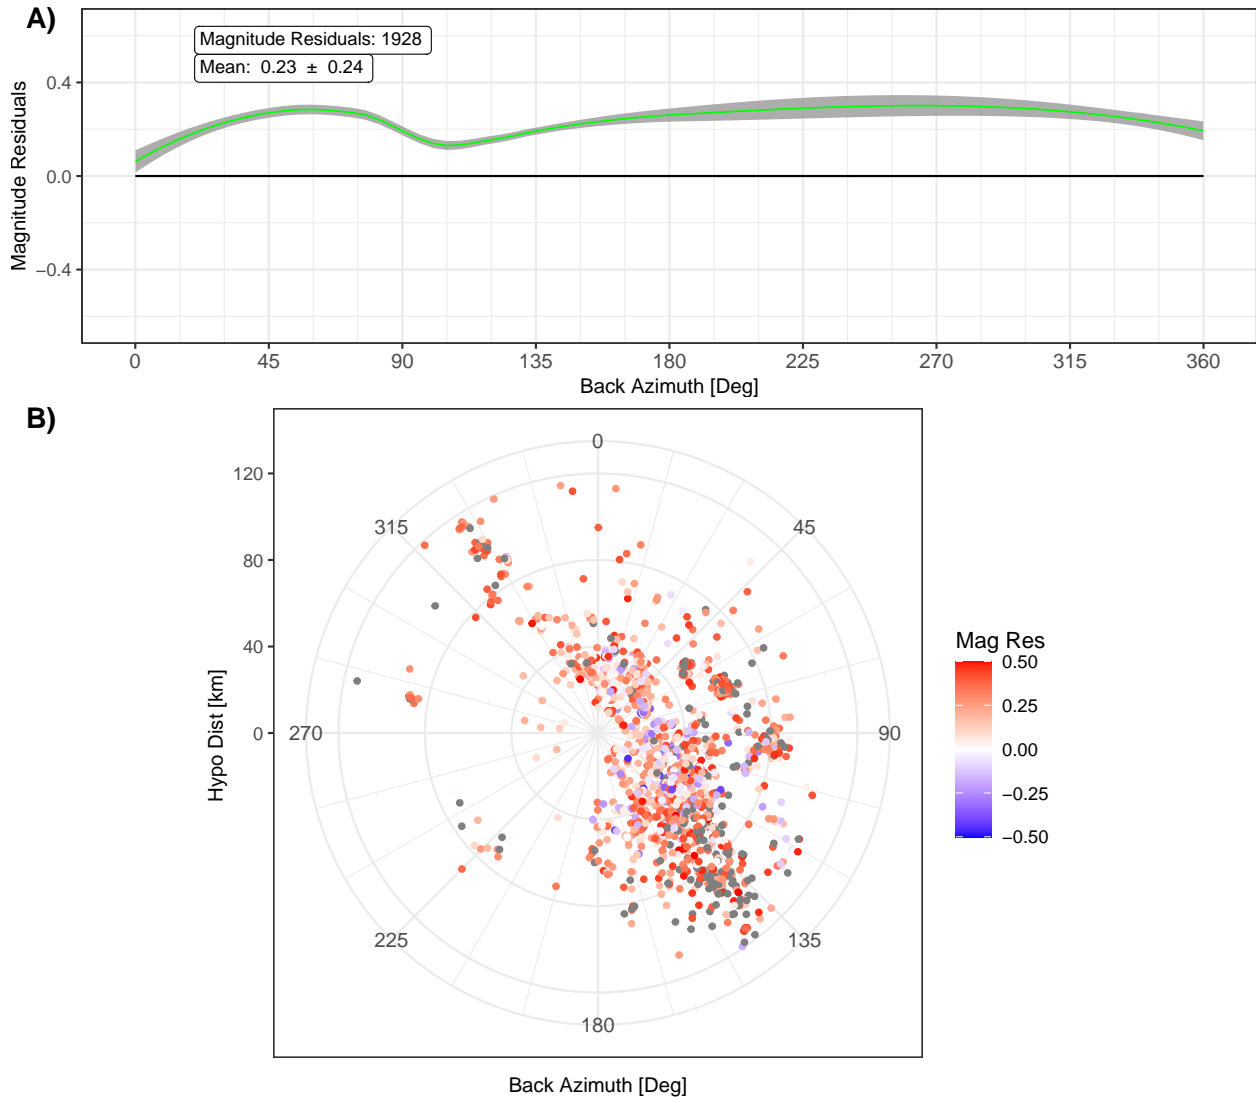 A)
Magnitude Residuals: 1928
Mean:  0.23  ±  0.24
Magnitude Residuals
0.4
0.0
−0.4
0 45 90 135 180 225 270 315 360
Back Azimuth [Deg]
B)
Hypo Dist [km]
120
80
40
0
0
45
90
135
180
225
270
315
Back Azimuth [Deg]
Mag Res
0.50
0.25
0.00
−0.25
−0.50